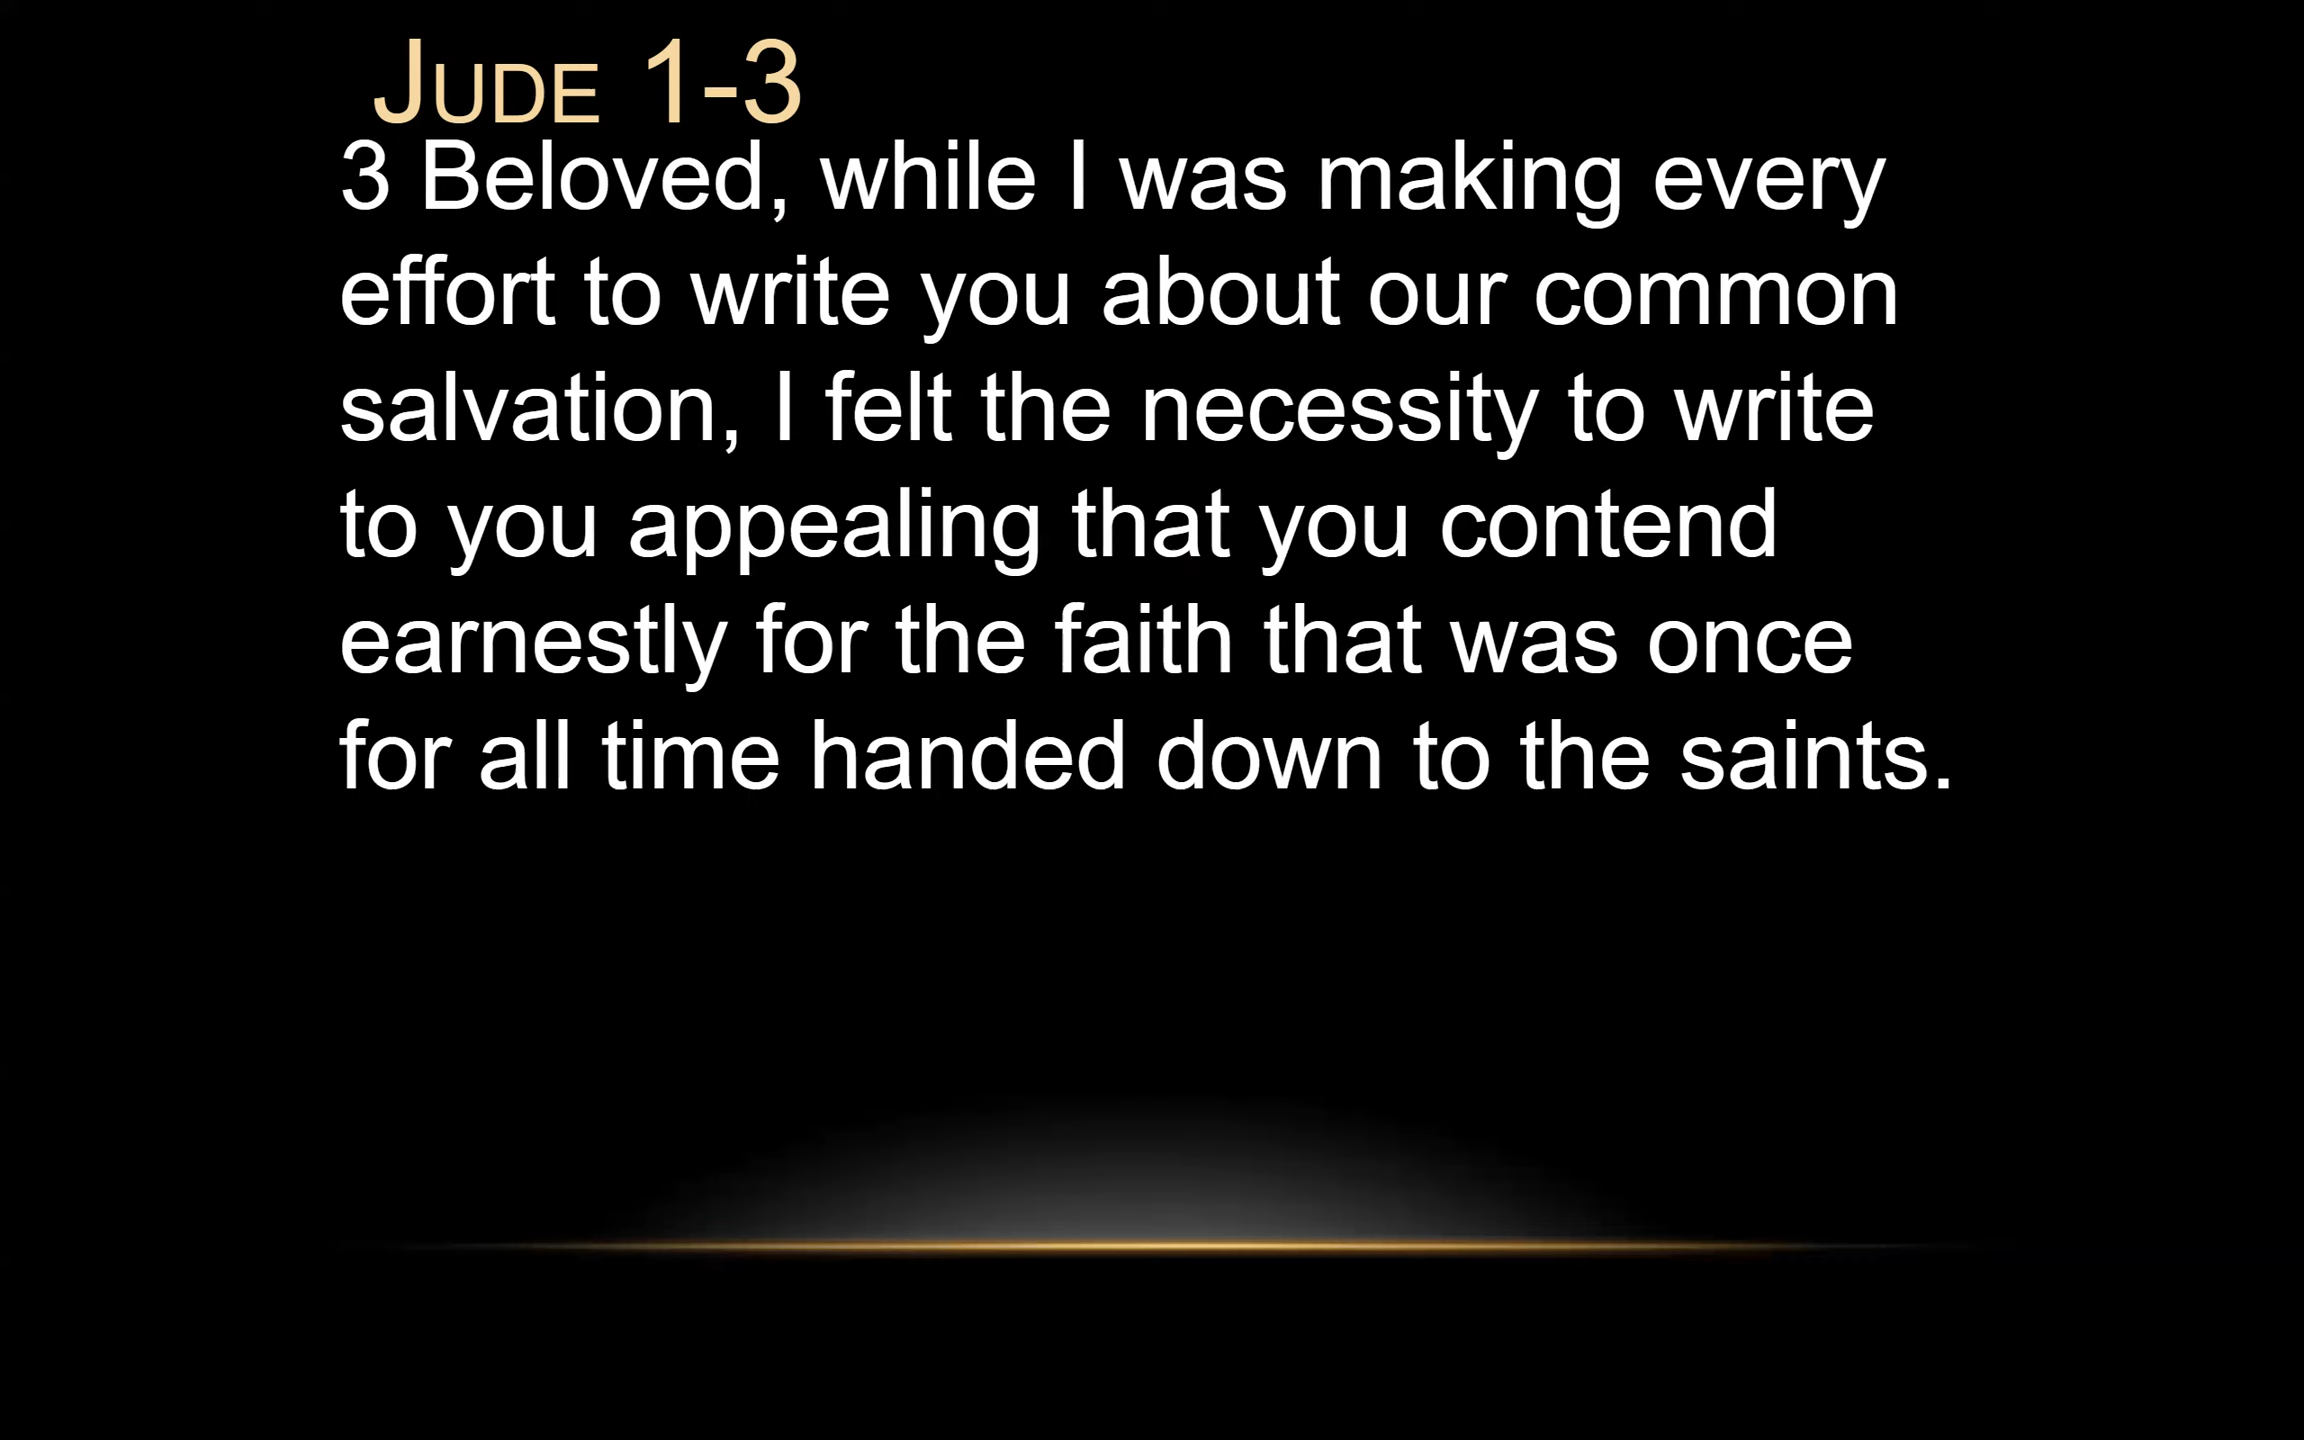 Jude 1-3
3 Beloved, while I was making every
effort to write you about our common
salvation, I felt the necessity to write
to you appealing that you contend
earnestly for the faith that was once
for all time handed down to the saints.